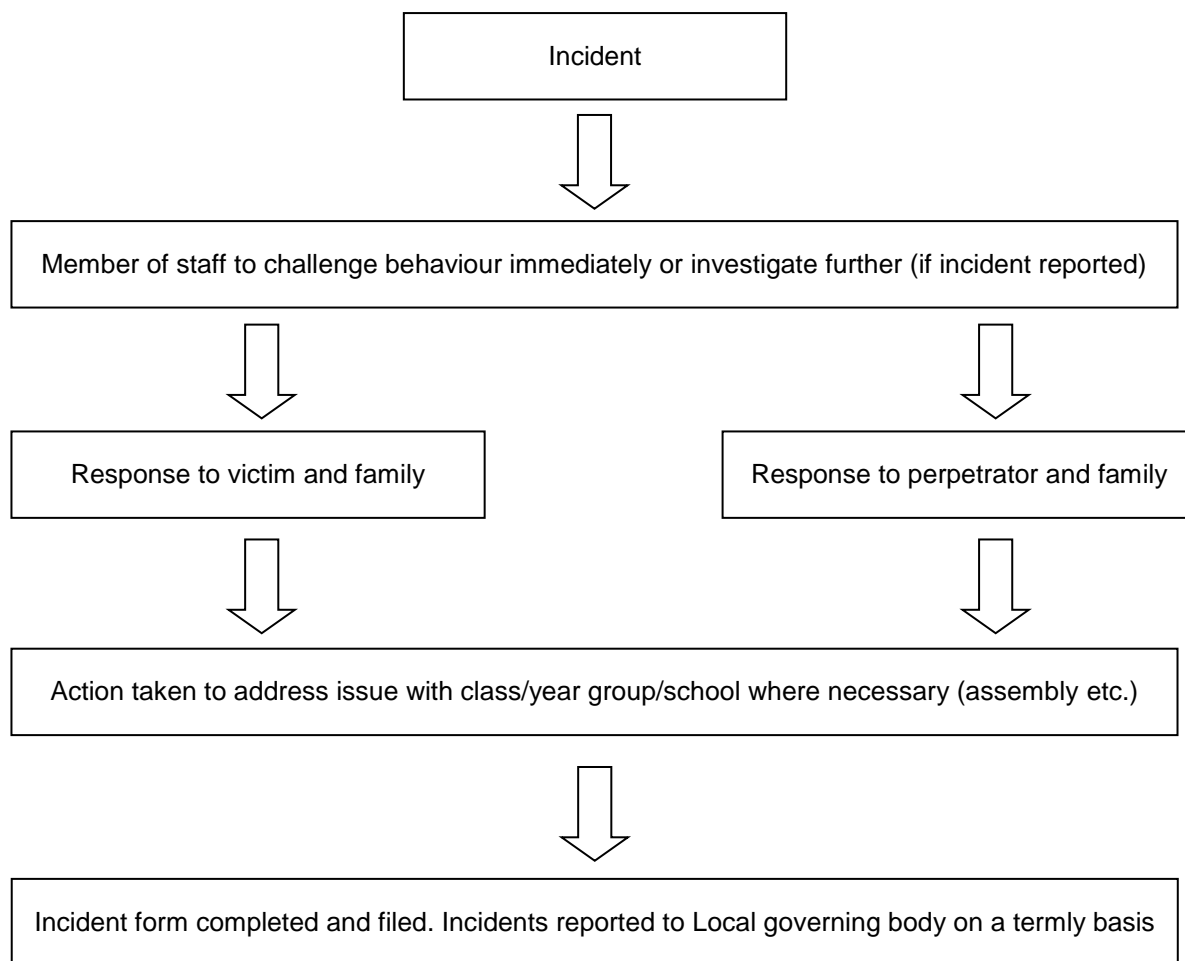 Incident
Member of staff to challenge behaviour immediately or investigate further (if incident reported)
Response to victim and family
Response to perpetrator and family
Action taken to address issue with class/year group/school where necessary (assembly etc.)
Incident form completed and filed. Incidents reported to Local governing body on a termly basis